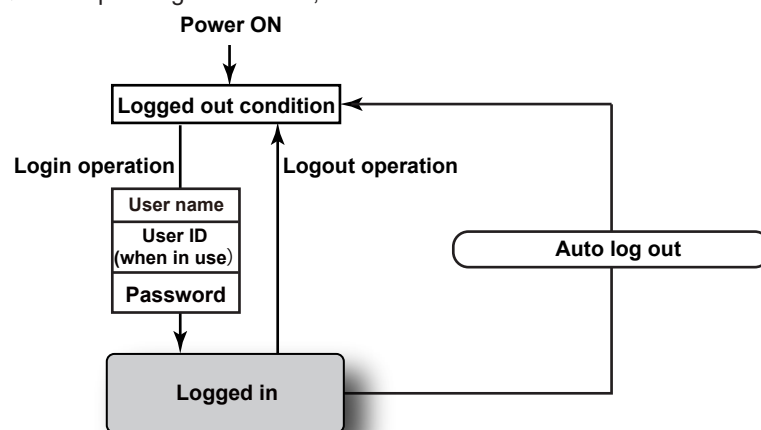 Power ON
Logged out condition
Login operation
Logout operation
User name
User ID
(when in use)
Password
Auto log out
Logged in